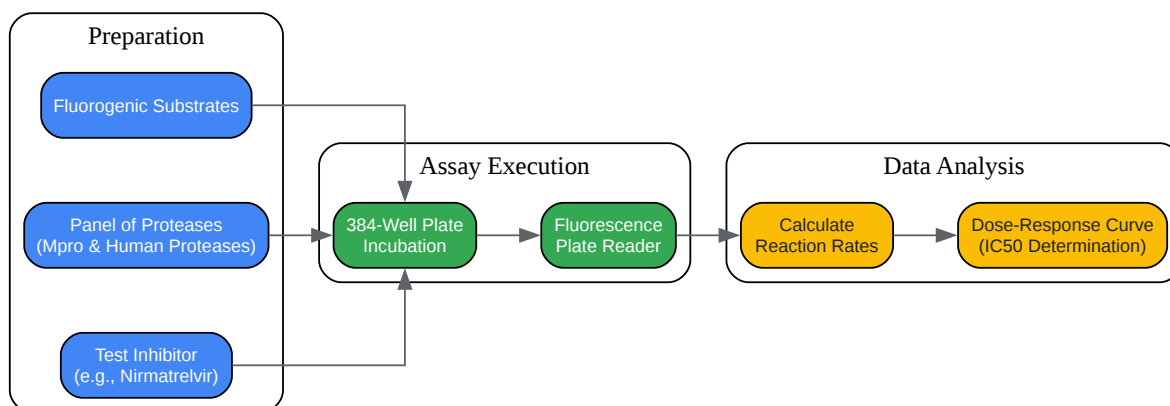 Preparation
Fluorogenic Substrates
Panel of Proteases
(Mpro & Human Proteases)
Test Inhibitor
(e.g., Nirmatrelvir)
Assay Execution
384-Well Plate
Incubation
Fluorescence
Plate Reader
Data Analysis
Calculate
Reaction Rates
Dose-Response Curve
(IC50 Determination)